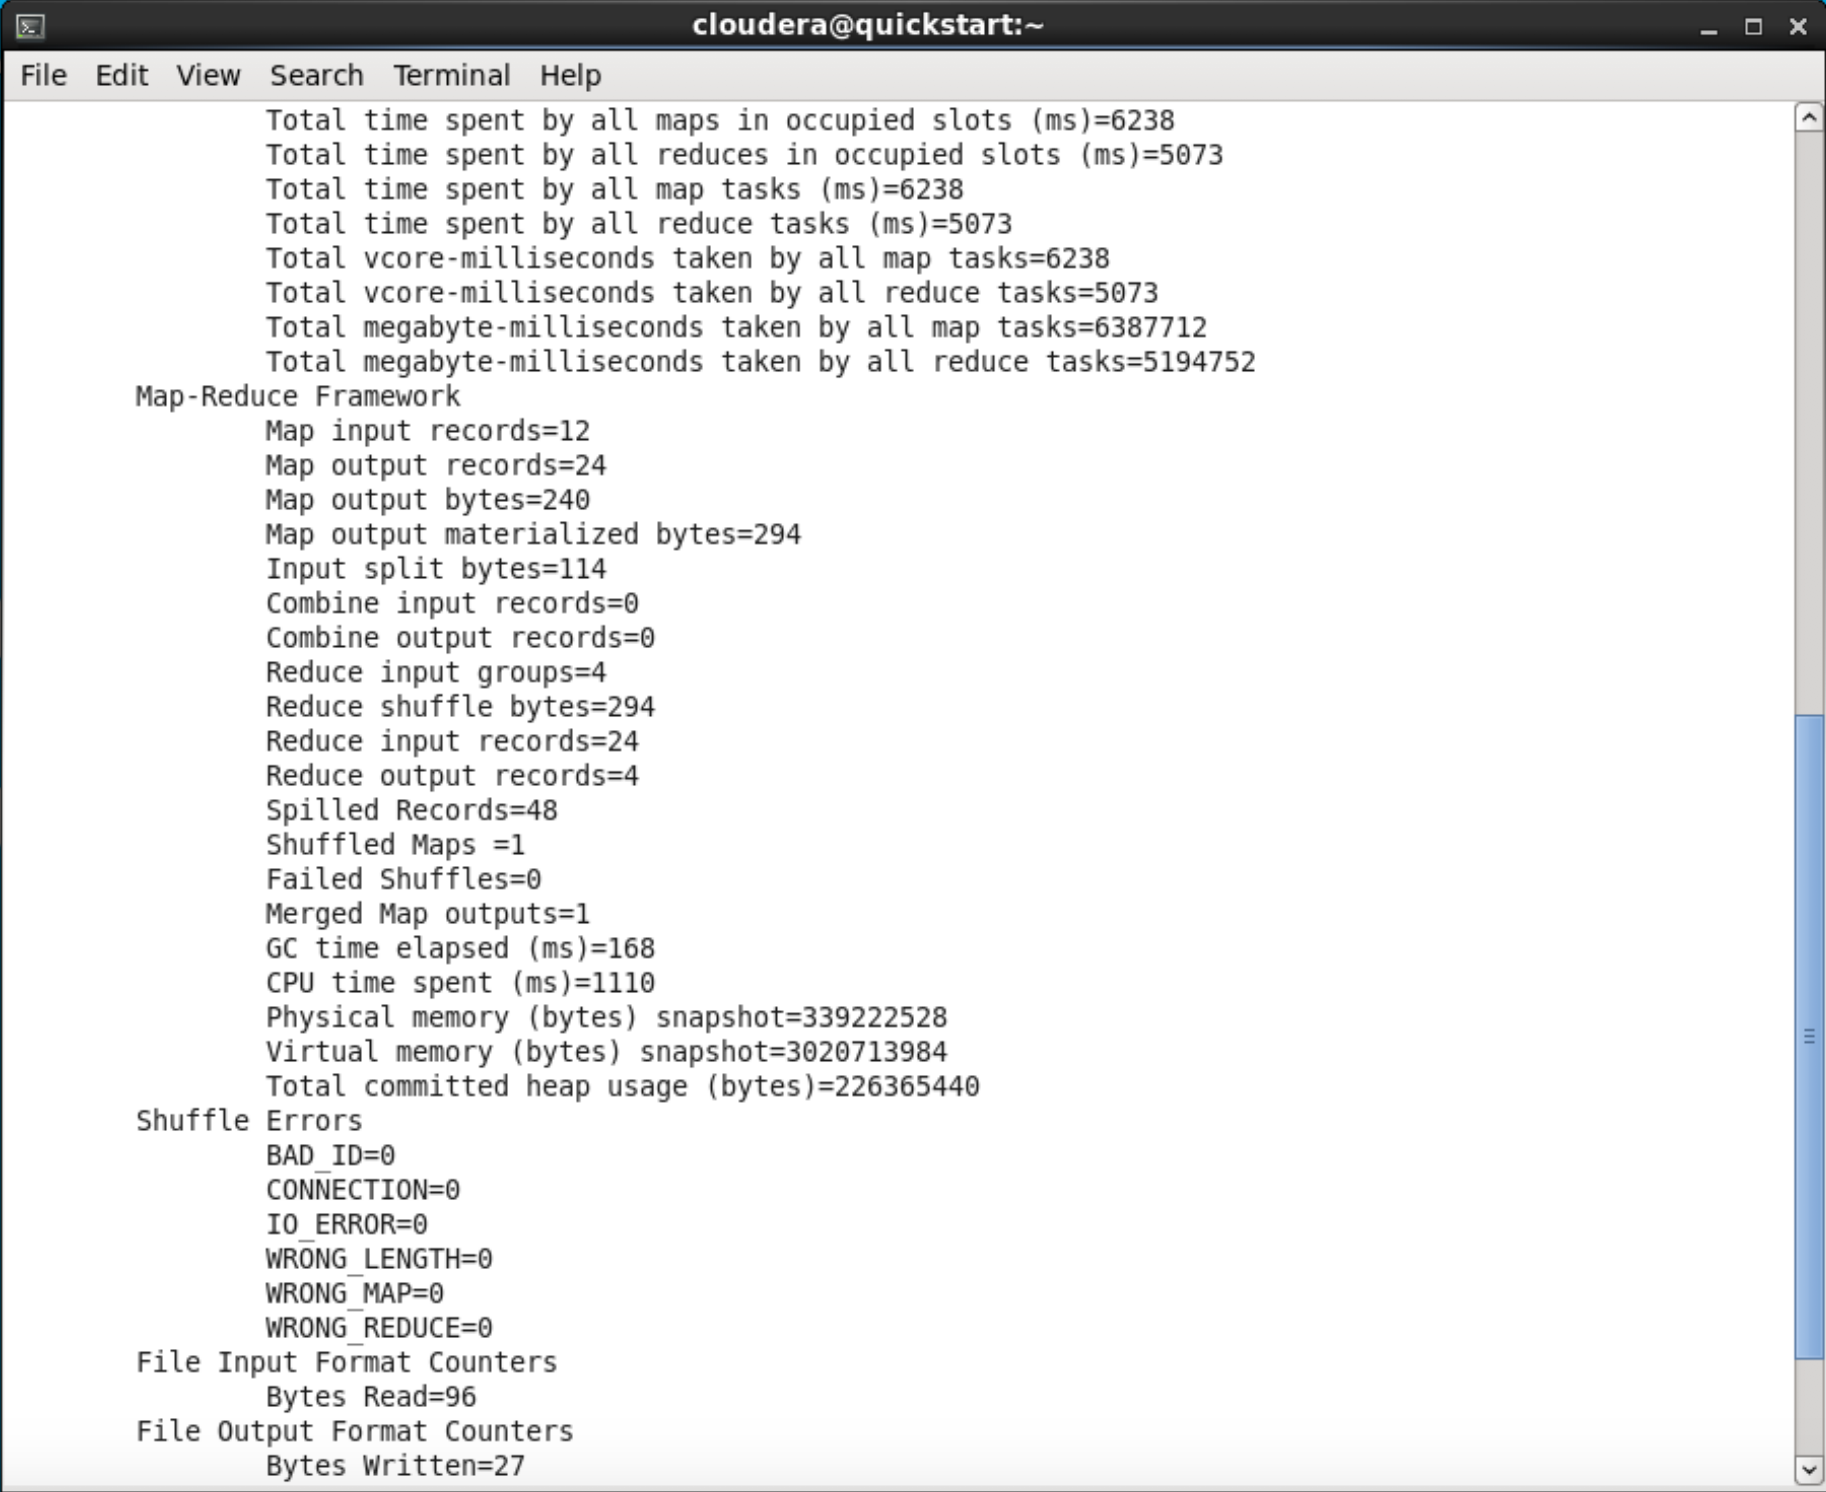 cloudera@quickstart:~
File Edit View Search Terminal Help
Total time spent by all maps in occupied slots (ms)=6238
Total time spent by all reduces in occupied slots (ms)=5073
Total time spent by all map tasks (ms)=6238
Total time spent by all reduce tasks (ms)=5073
Total vcore-milliseconds taken by all map tasks=6238
Total vcore-milliseconds taken by all reduce tasks=5073
Total megabyte-milliseconds taken by all map tasks=6387712
Total megabyte-milliseconds taken by all reduce tasks=5194752
Map-Reduce Framework
Map input records=12
Map output records=24
Map output bytes=240
Map output materialized bytes=294
Input split bytes=114
Combine input records=0
Combine output records=0
Reduce input groups=4
Reduce shuffle bytes=294
Reduce input records=24
Reduce output records=4
Spilled Records=48
Shuffled Maps =1
Failed Shuffles=0
Merged Map outputs=1
GC time elapsed (ms)=168
CPU time spent (ms)=1110
Physical memory (bytes) snapshot=339222528
Virtual memory (bytes) snapshot=3020713984
Total committed heap usage (bytes)=226365440
Shuffle Errors
BAD_ID=0
CONNECTION=0
IO_ERROR=0
WRONG_LENGTH=0
WRONG_MAP=0
WRONG_REDUCE=0
File Input Format Counters
Bytes Read=96
File Output Format Counters
Bytes Written=27